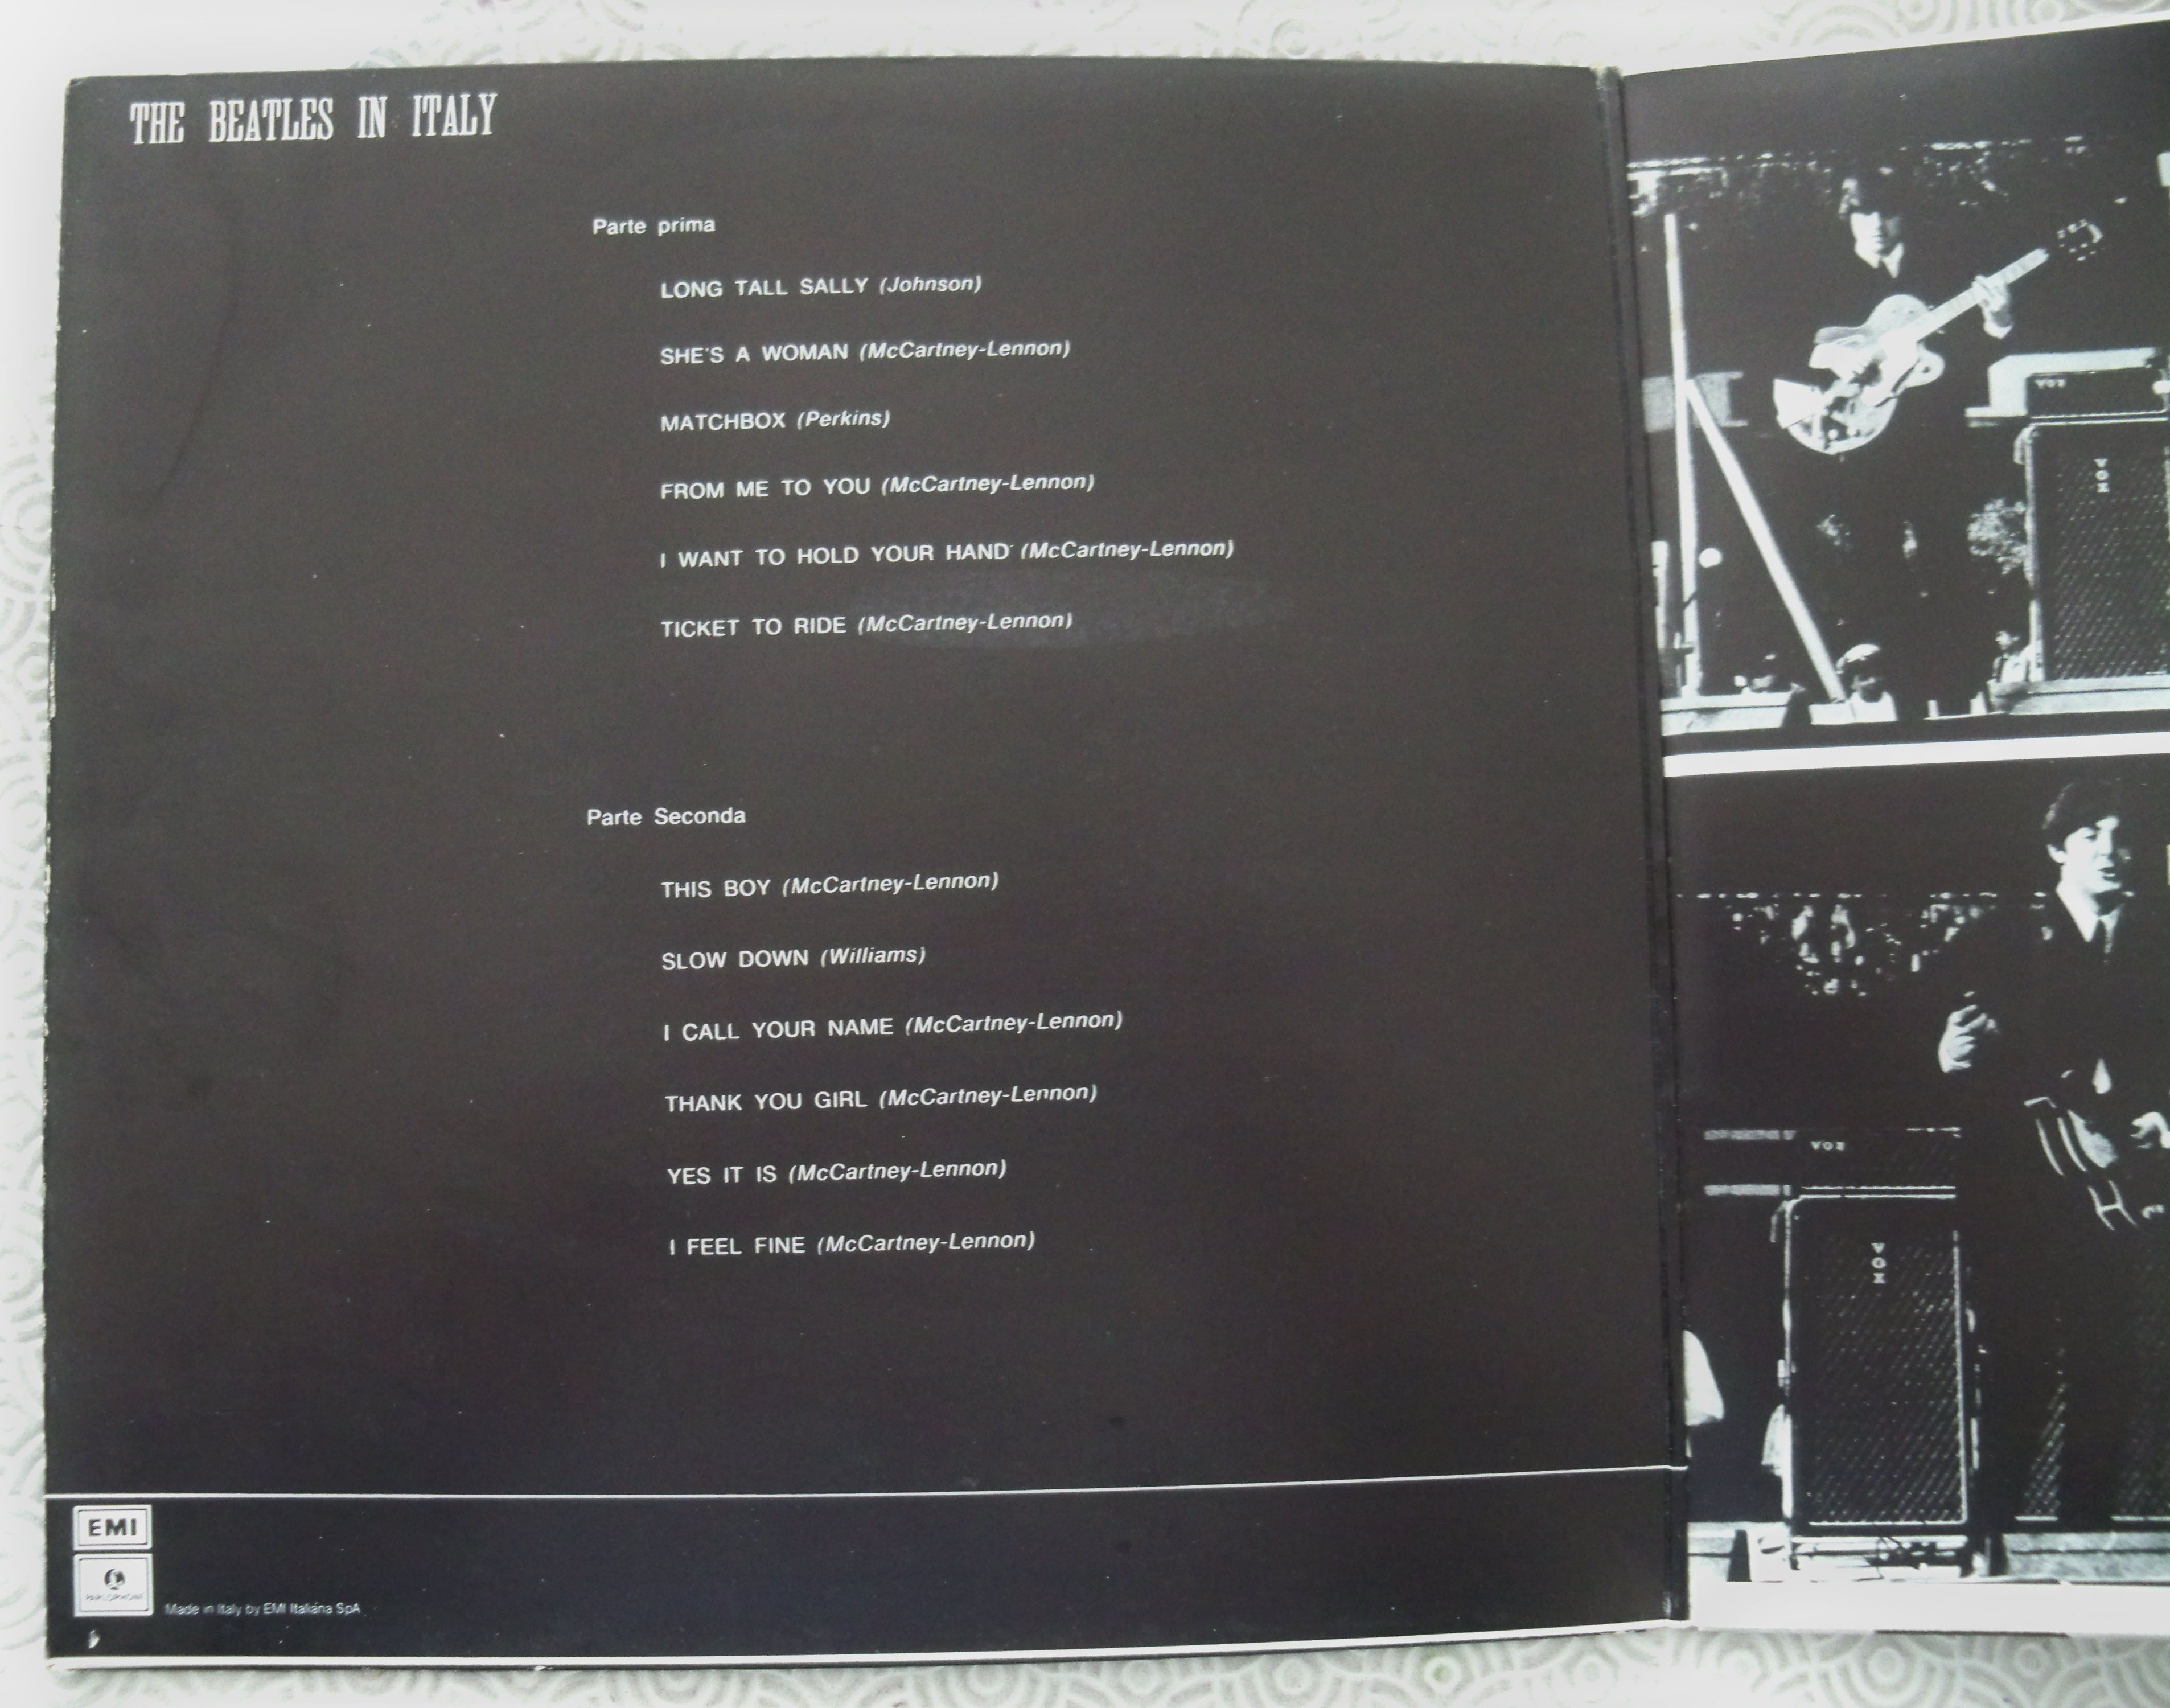 THE BEATLES IN ITALY
Parte prima
LONG TALL SALLY (Johnson)
SHE'S A WOMAN (McCartney-Lennon)
MATCHBOX (Perkins)
FROM ME TO YOU (McCartney-Lennon)
I WANT TO HOLD YOUR HAND (McCartney-Lennon)
TICKET TO RIDE (McCartney-Lennon)
Parte Seconda
THIS BOY (McCartney-Lennon)
SLOW DOWN (Williams)
I CALL YOUR NAME (McCartney-Lennon)
THANK YOU GIRL (McCartney-Lennon)
YES IT IS (McCartney-Lennon)
I FEEL FINE (McCartney-Lennon)
EMI
PARLOPHONE
Made in Italy by EMI Italiana SpA
VOX
VOX
VOX
VOX